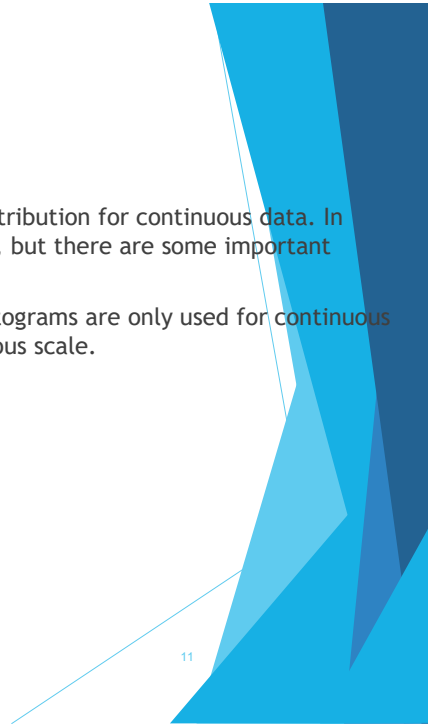 tribution for continuous data. In
but there are some important
ograms are only used for continuous
ous scale.
11